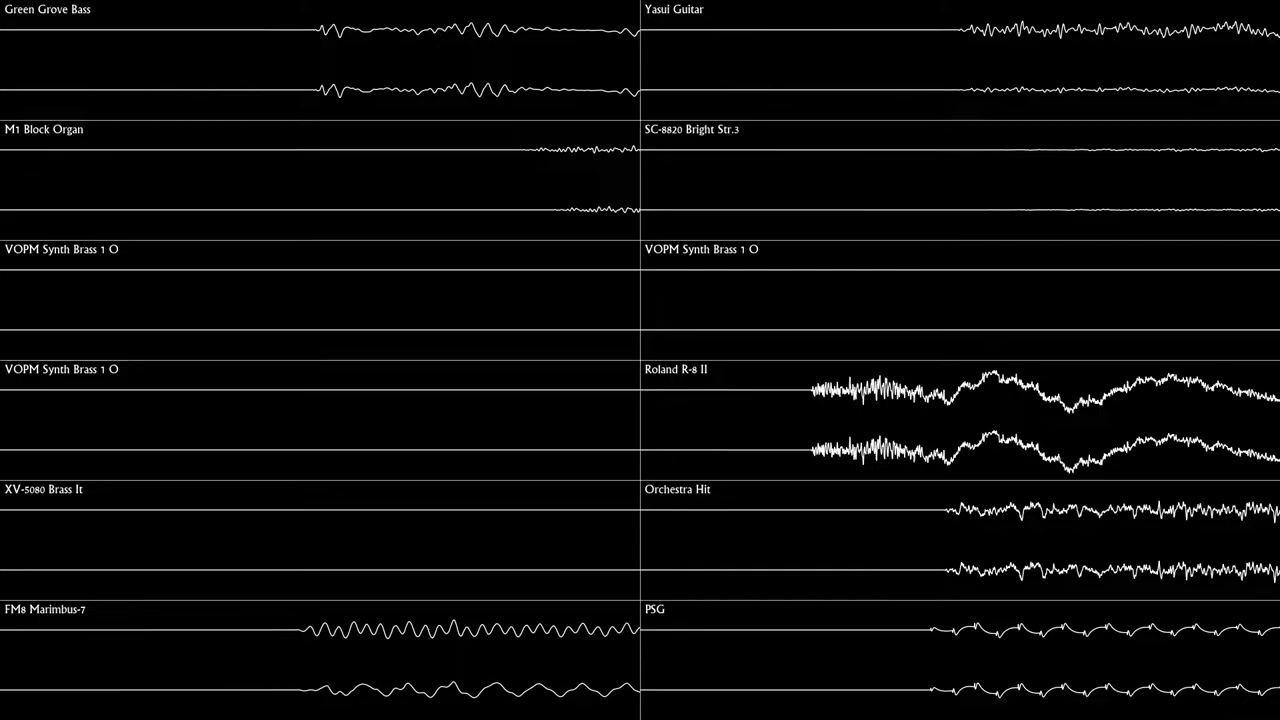 Green Grove Bass
Yasui Guitar
M1 Block Organ
SC-8820 Bright Str.3
VOPM Synth Brass 1 O
VOPM Synth Brass 1 O
VOPM Synth Brass 1 O
Roland R-8 II
XV-5080 Brass It
Orchestra Hit
FM8 Marimbus-7
PSG